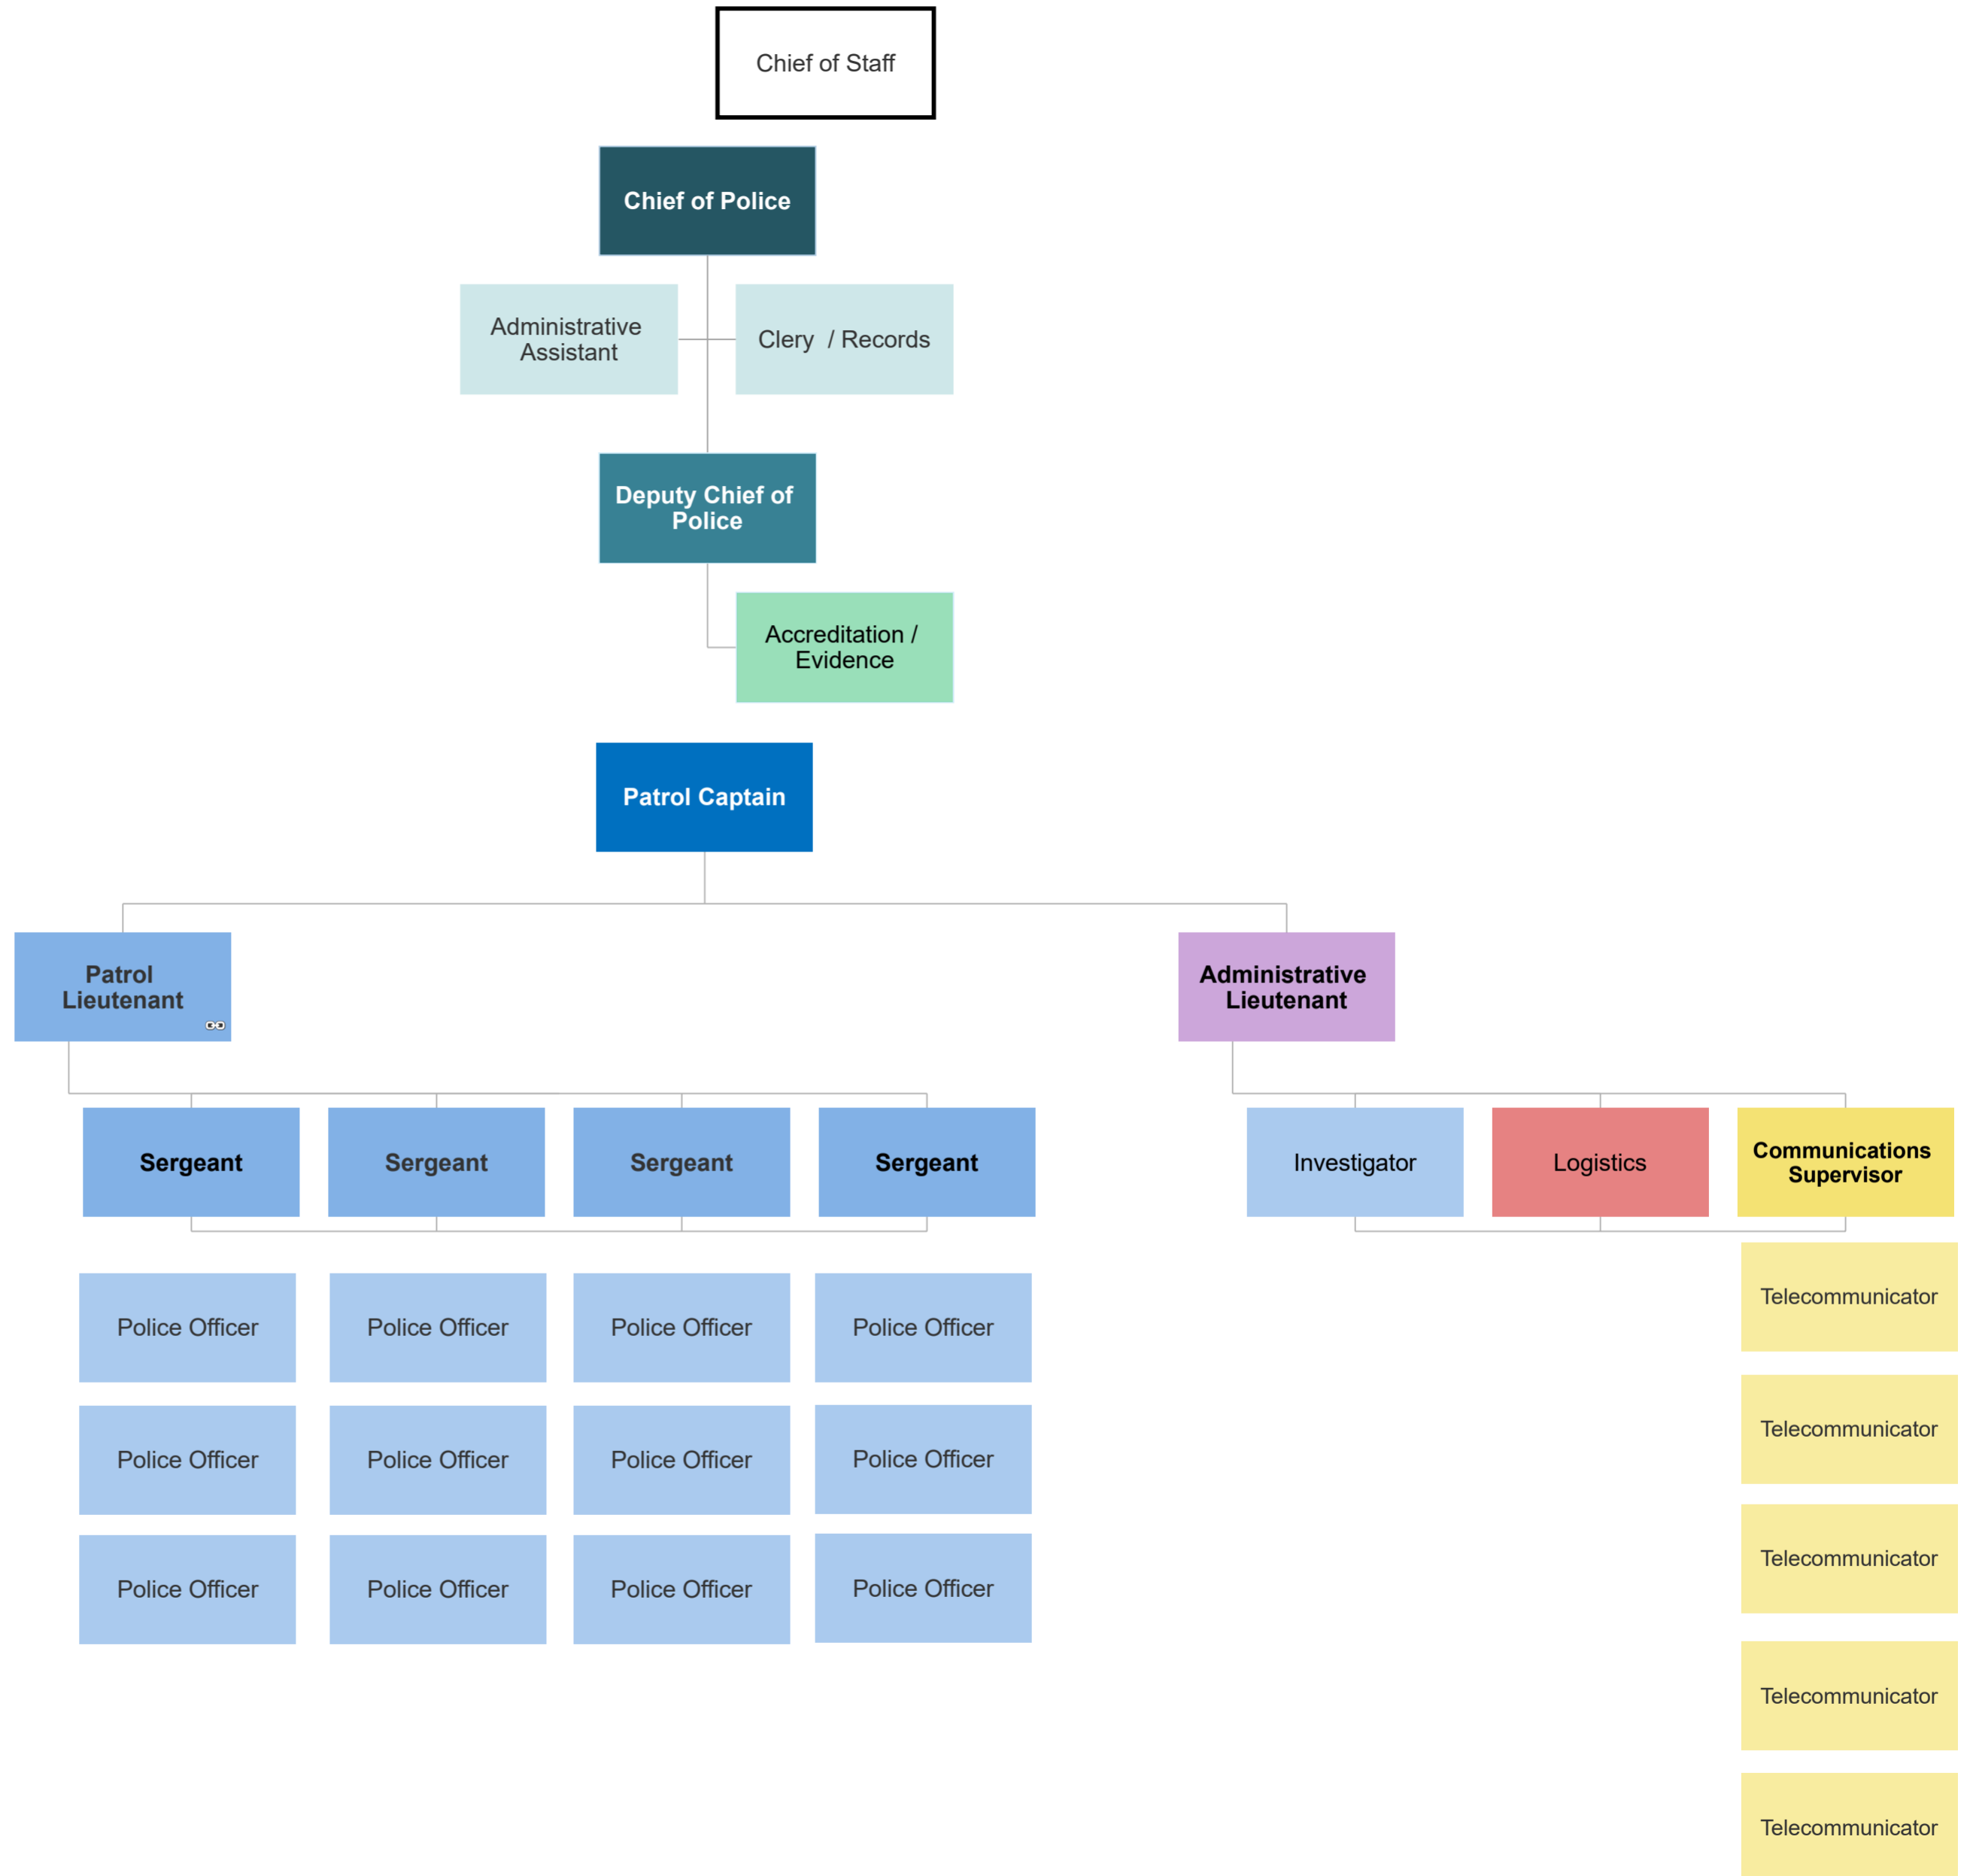 Chief of Staff
Chief of Police
Administrative
Assistant
Clery  / Records
Deputy Chief of
Police
Accreditation /
Evidence
Patrol Captain
Patrol
Lieutenant
Administrative
Lieutenant
Sergeant
Sergeant
Sergeant
Sergeant
Investigator
Logistics
Communications
Supervisor
Police Officer
Police Officer
Police Officer
Police Officer
Telecommunicator
Police Officer
Police Officer
Police Officer
Police Officer
Telecommunicator
Police Officer
Police Officer
Police Officer
Police Officer
Telecommunicator
Telecommunicator
Telecommunicator